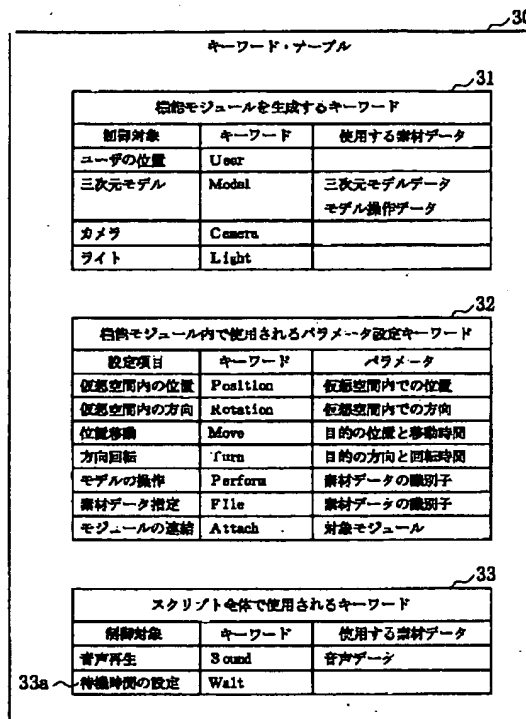 30
キーワード・テーブル
31
機能モジュールを生成するキーワード
制御対象 キーワード 使用する素材データ
ユーザの位置 User
三次元モデル Model 三次元モデルデータ
モデル操作データ
カメラ Camera
ライト Light
32
機能モジュール内で使用されるパラメータ設定キーワード
設定項目 キーワード パラメータ
仮想空間内の位置 Position 仮想空間内での位置
仮想空間内の方向 Rotation 仮想空間内での方向
位置移動 Move 目的の位置と移動時間
方向回転 Turn 目的の方向と回転時間
モデルの操作 Perform 素材データの識別子
素材データ指定 File 素材データの識別子
モジュールの連結 Attach 対象モジュール
33
スクリプト全体で使用されるキーワード
制御対象 キーワード 使用する素材データ
音声再生 Sound 音声データ
33a 待機時間の設定 Wait